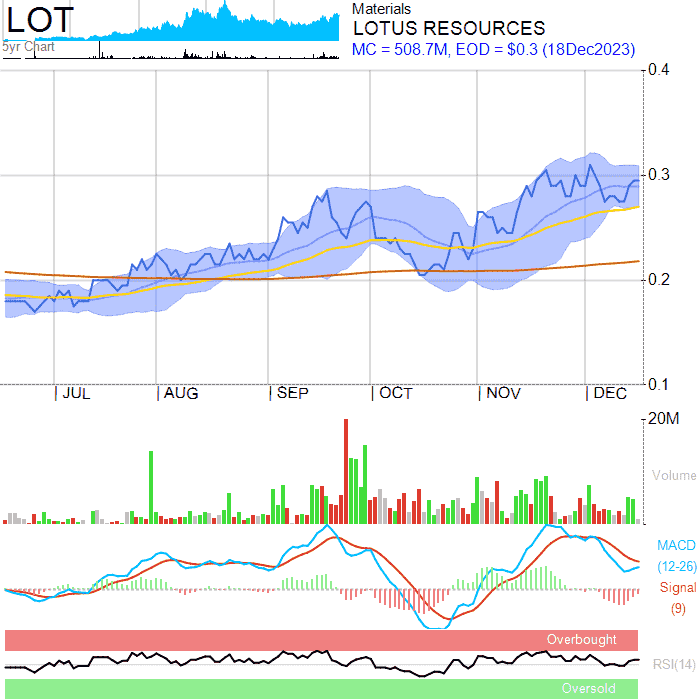 LOT
5yr Chart
Materials
LOTUS RESOURCES
MC = 508.7M, EOD = $0.3 (18Dec2023)
0.4
0.3
0.2
0.1
JUL AUG SEP OCT NOV DEC
20M
Volume
MACD
(12-26)
Signal
(9)
Overbought
RSI(14)
Oversold